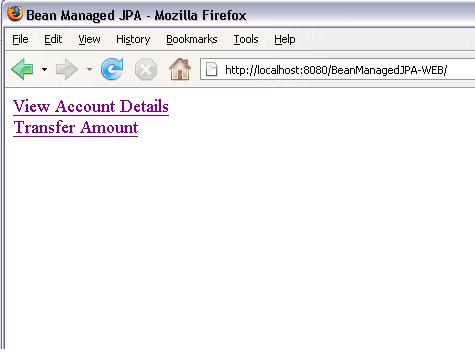 Bean Managed JPA - Mozilla Firefox
File Edit View History Bookmarks Tools Help
http://localhost:8080/BeanManagedJPA-WEB/
View Account Details
Transfer Amount